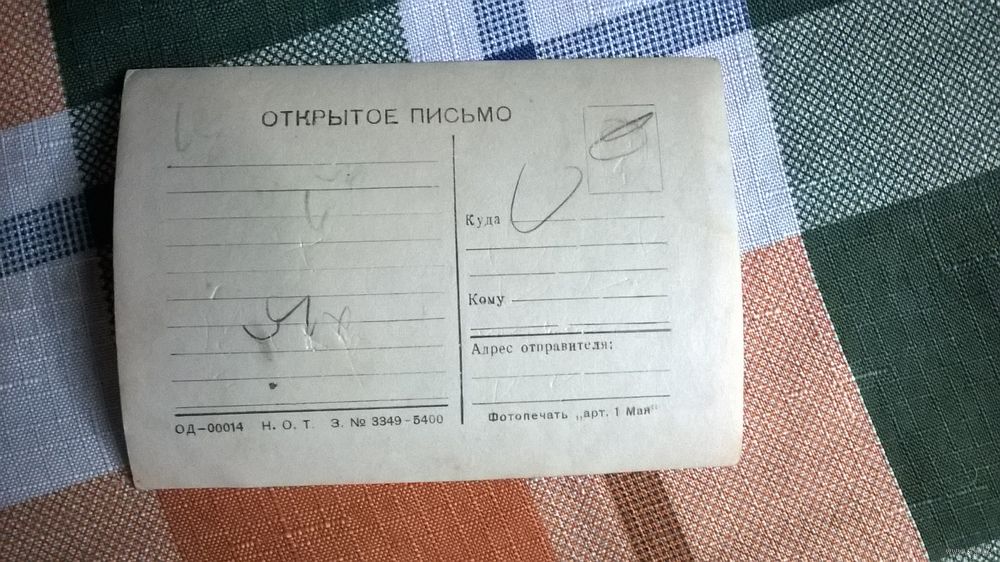 ОТКРЫТОЕ ПИСЬМО
Куда
Кому
Адрес отправителя:
ОД-00014 Н. О. Т. З. № 3349-5400
Фотопечать „арт. 1 Мая“